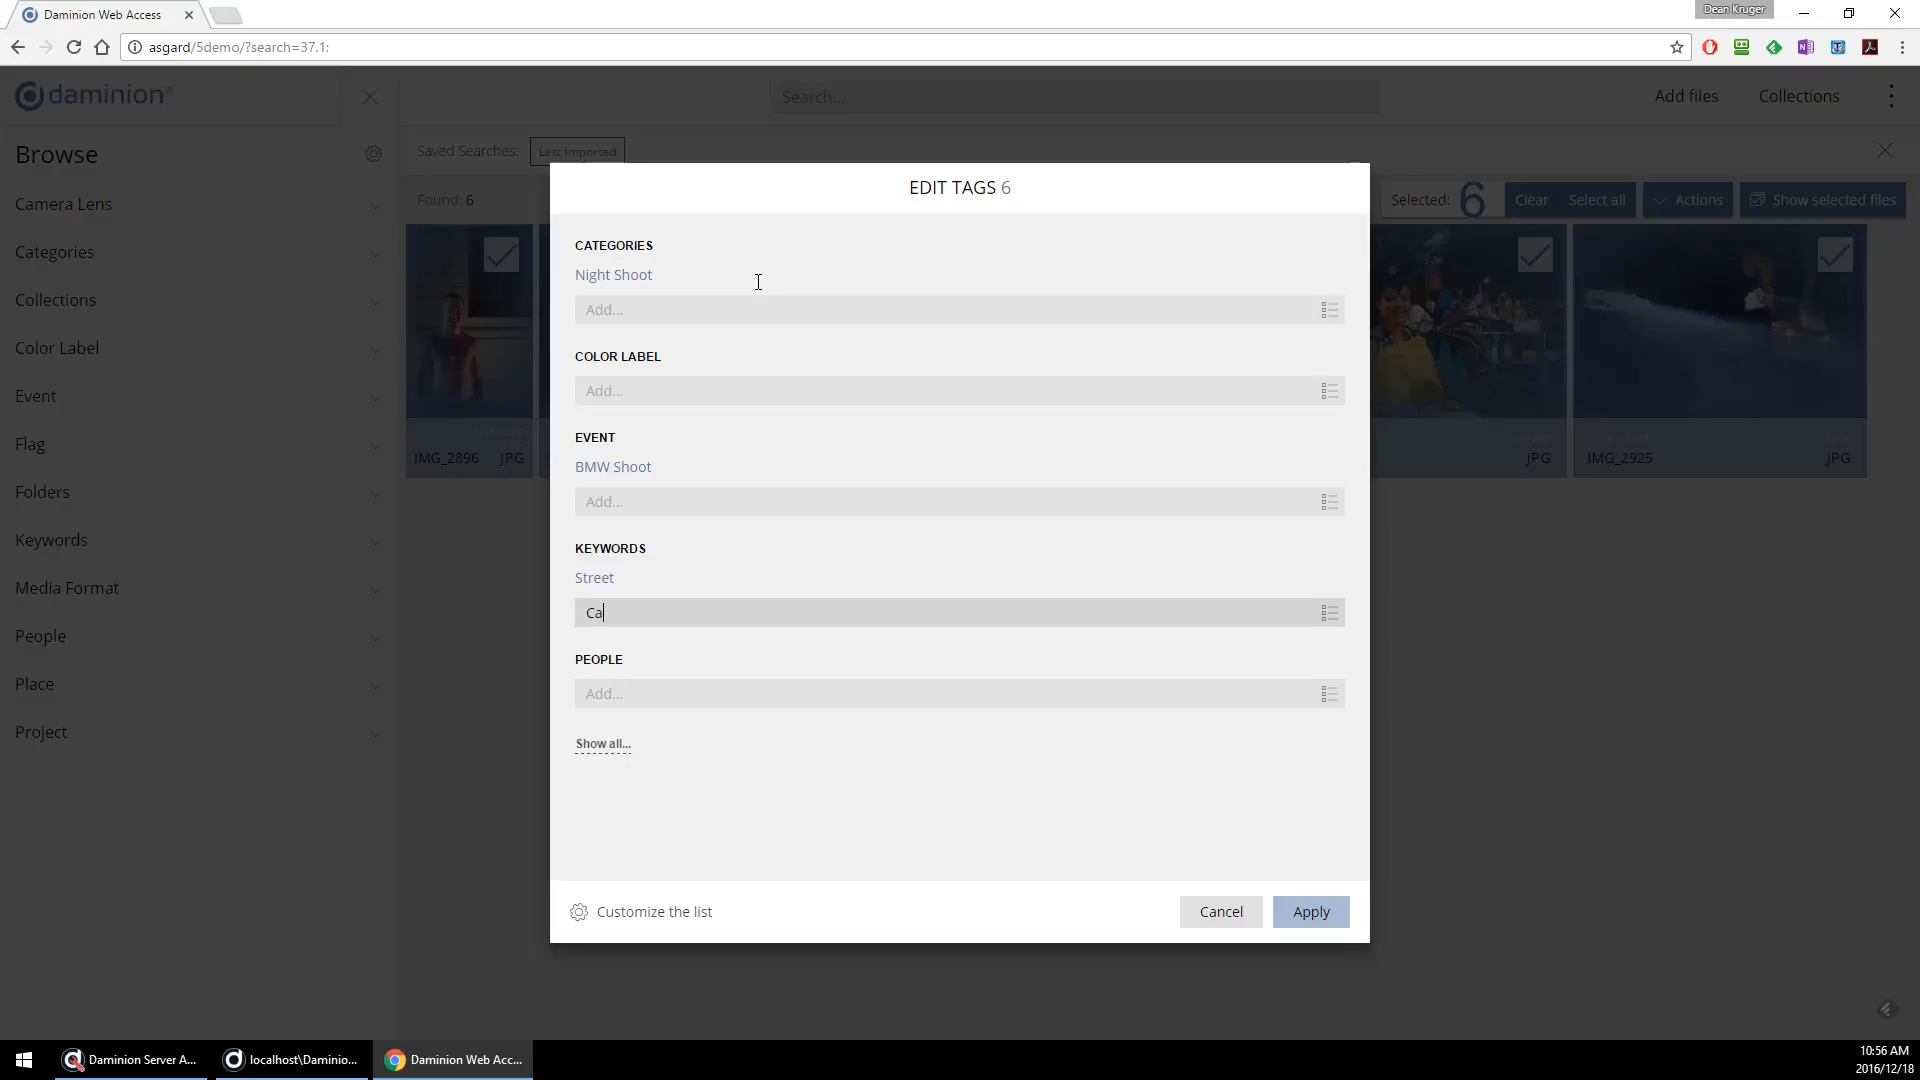 Daminion Web Access
Dean Kruger
asgard/5demo/?search=37.1:
daminion
Search...
Add files
Collections
Browse
Saved Searches:
Last Imported
Found: 6
Selected: 6
Clear
Select all
Actions
Show selected files
Camera Lens
Categories
Collections
Color Label
Event
Flag
Folders
Keywords
Media Format
People
Place
Project
IMG_2896 JPG
JPG
IMG_2925 JPG
EDIT TAGS 6
CATEGORIES
Night Shoot
Add...
COLOR LABEL
Add...
EVENT
BMW Shoot
Add...
KEYWORDS
Street
Ca
PEOPLE
Add...
Show all...
Customize the list
Cancel
Apply
Daminion Server A...
localhost\Daminio...
Daminion Web Acc...
10:56 AM
2016/12/18